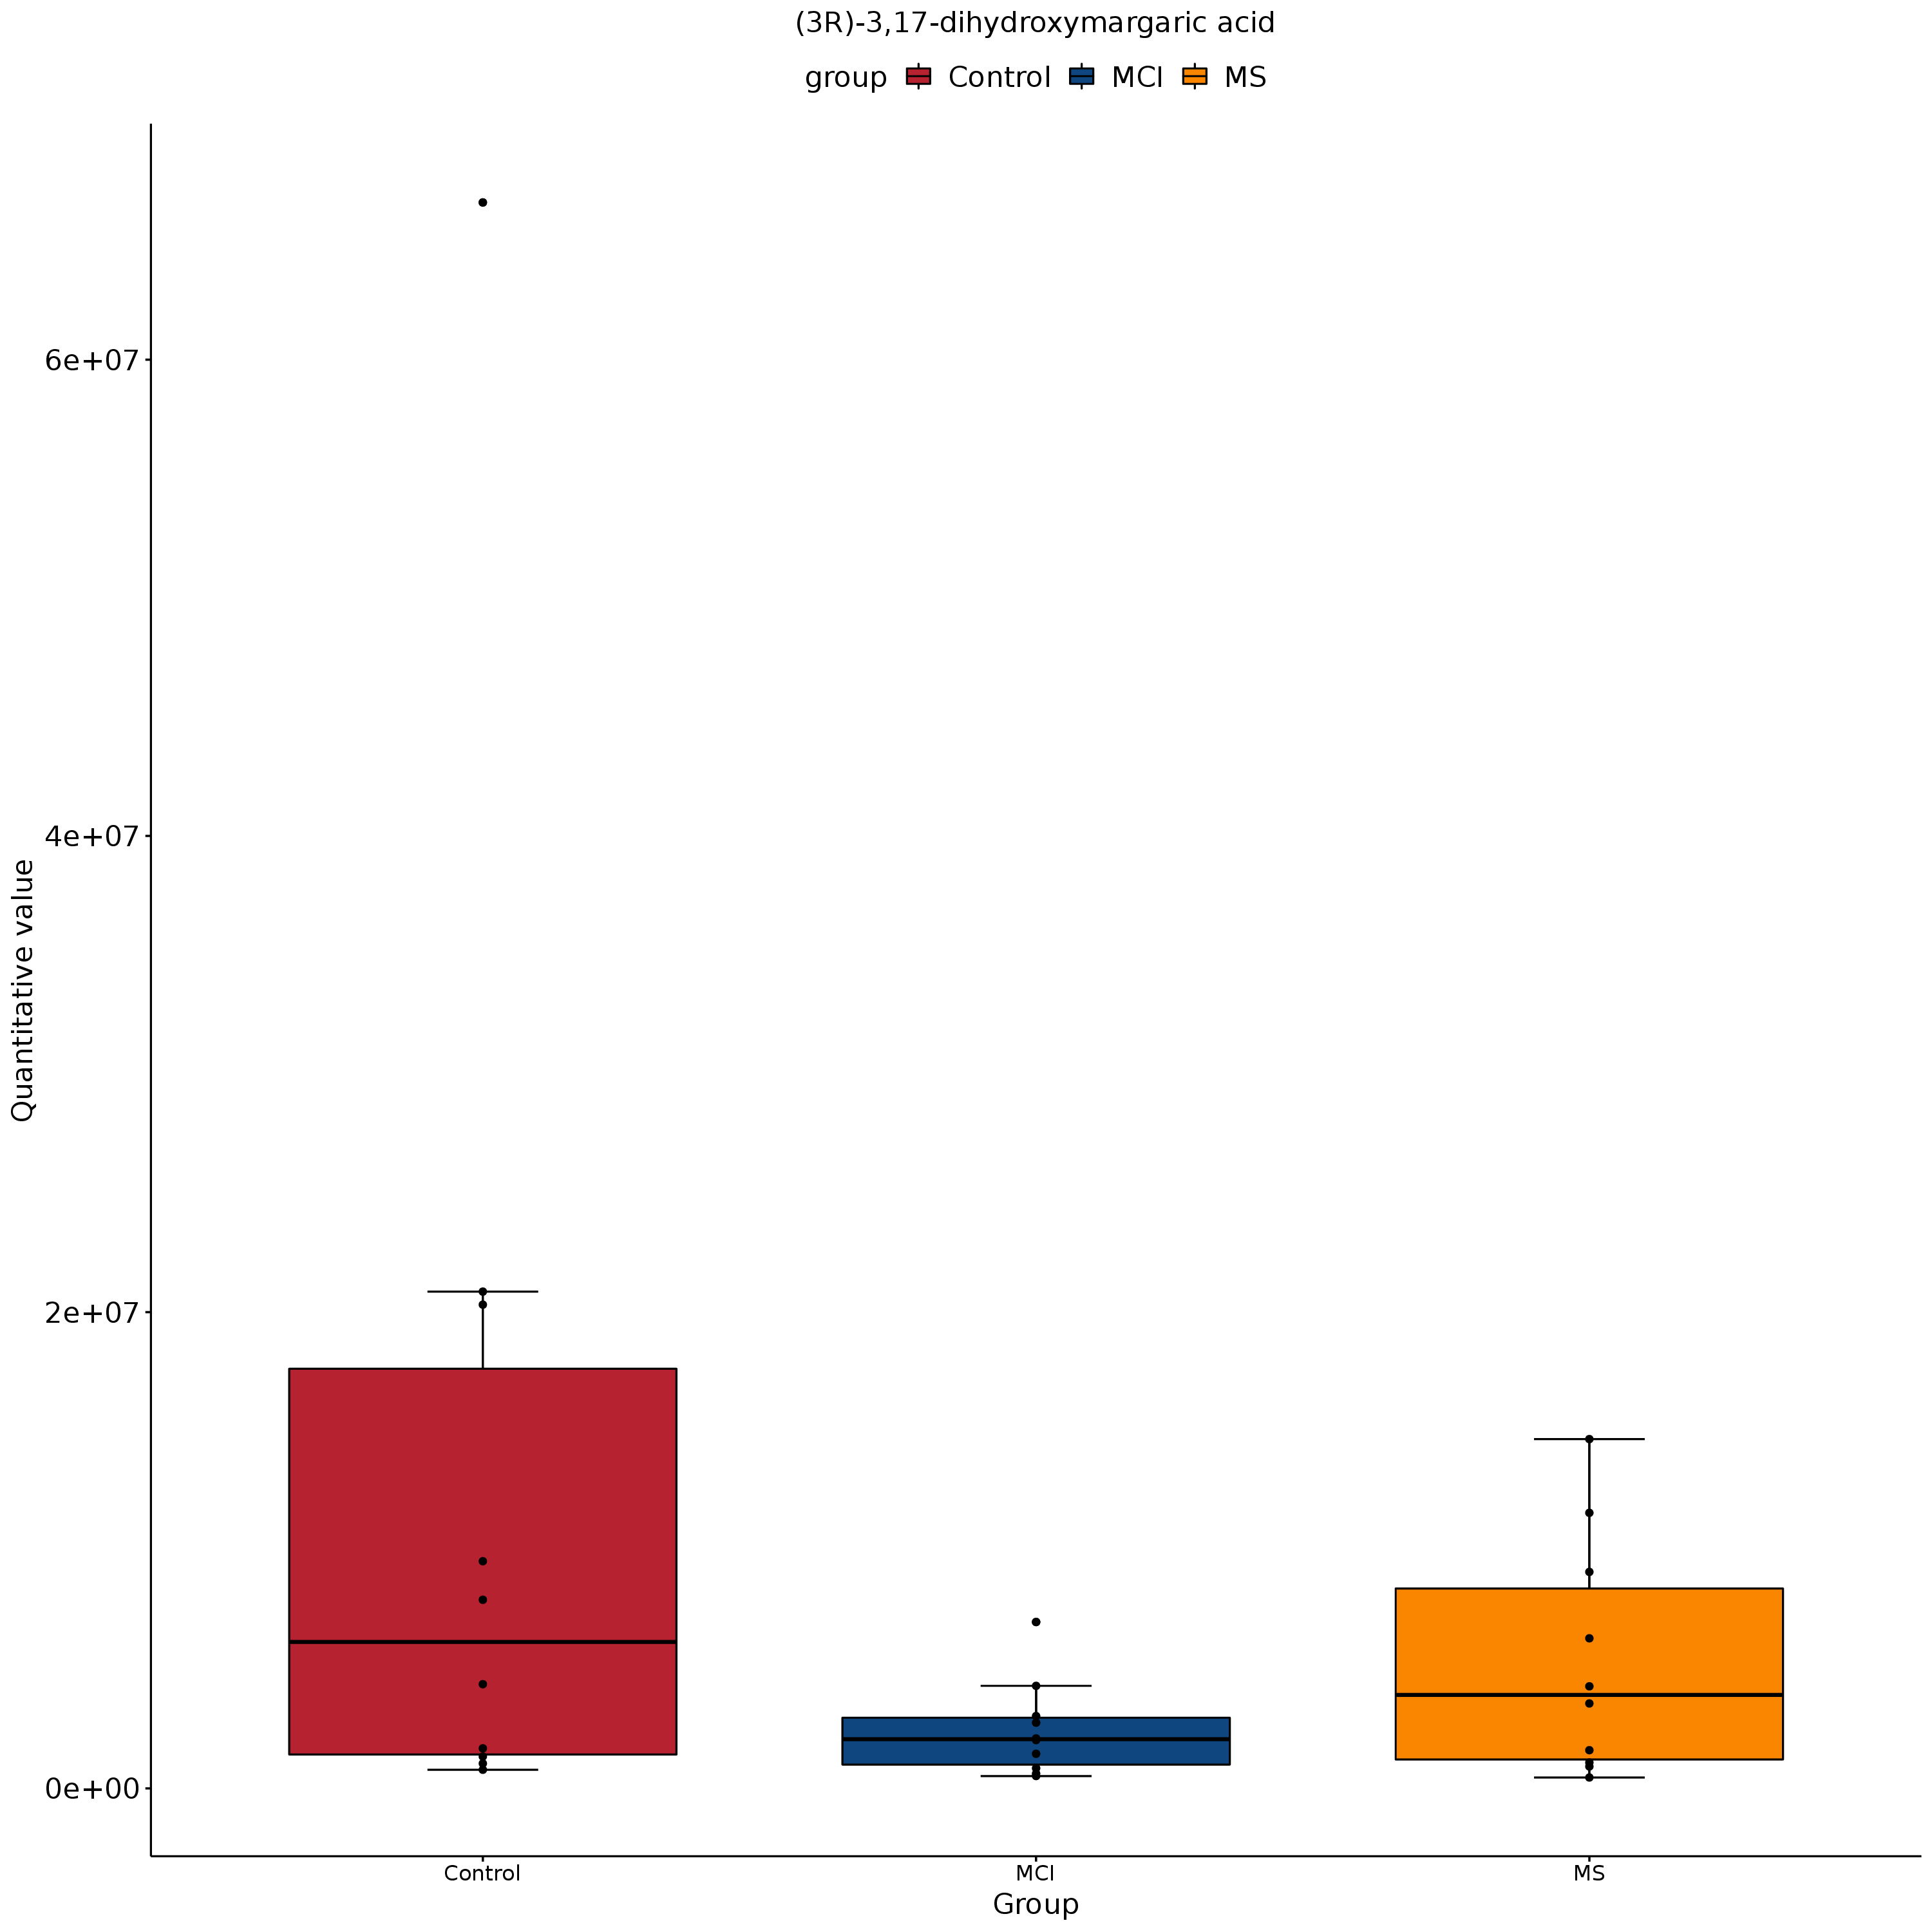 (3R)-3,17-dihydroxymargaric acid
group Control MCI MS
6e+07
4e+07
2e+07
0e+00
Quantitative value
Control MCI MS
Group